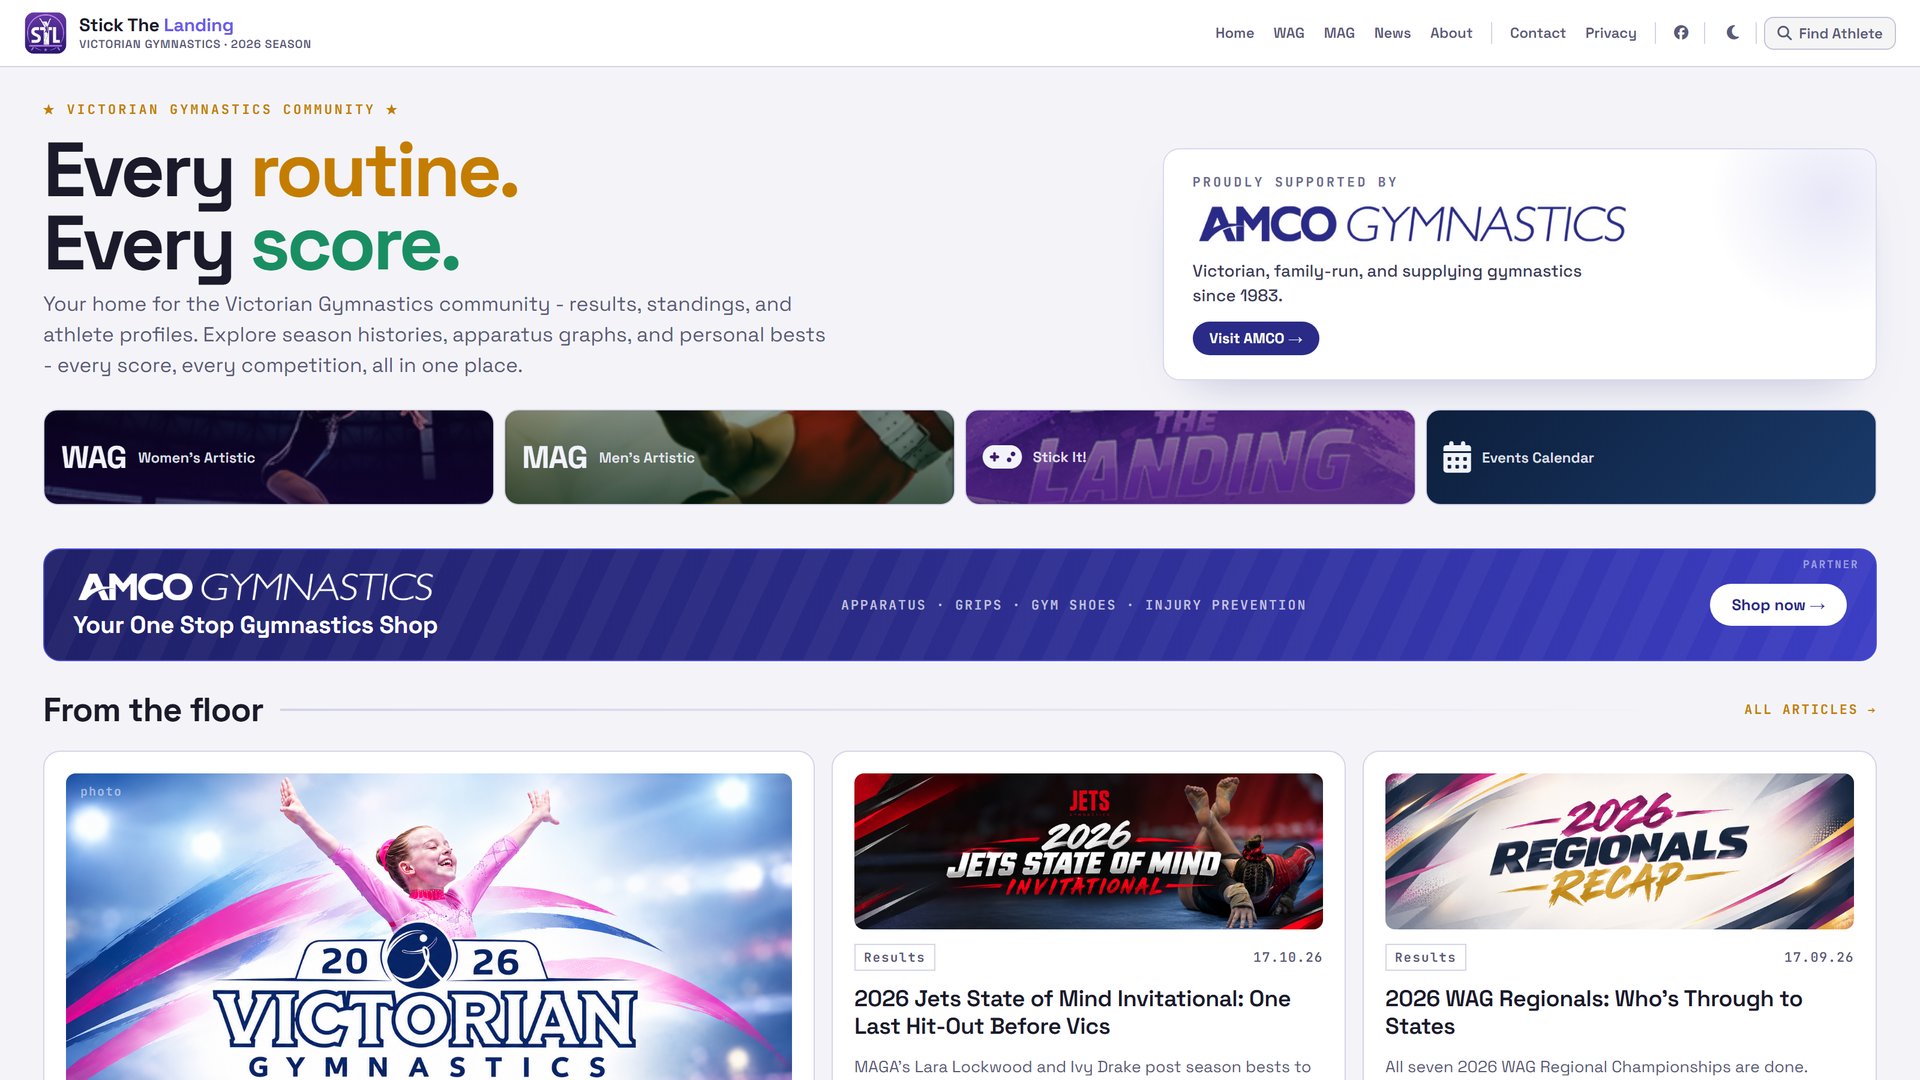 STL
Stick The Landing
VICTORIAN GYMNASTICS · 2026 SEASON
Home
WAG
MAG
News
About
Contact
Privacy
Find Athlete
★ VICTORIAN GYMNASTICS COMMUNITY ★
Every routine.
Every score.
Your home for the Victorian Gymnastics community - results, standings, and
athlete profiles. Explore season histories, apparatus graphs, and personal bests
- every score, every competition, all in one place.
PROUDLY SUPPORTED BY
AMCO GYMNASTICS
Victorian, family-run, and supplying gymnastics
since 1983.
Visit AMCO →
WAG Women's Artistic
MAG Men's Artistic
THE
LANDING
Stick It!
Events Calendar
AMCO GYMNASTICS
Your One Stop Gymnastics Shop
APPARATUS · GRIPS · GYM SHOES · INJURY PREVENTION
PARTNER
Shop now →
From the floor
ALL ARTICLES →
photo
20 26
VICTORIAN
GYMNASTICS
JETS
2026
JETS STATE OF MIND
INVITATIONAL
Results
17.10.26
2026 Jets State of Mind Invitational: One
Last Hit-Out Before Vics
MAGA's Lara Lockwood and Ivy Drake post season bests to
2026
REGIONALS
RECAP
Results
17.09.26
2026 WAG Regionals: Who's Through to
States
All seven 2026 WAG Regional Championships are done.